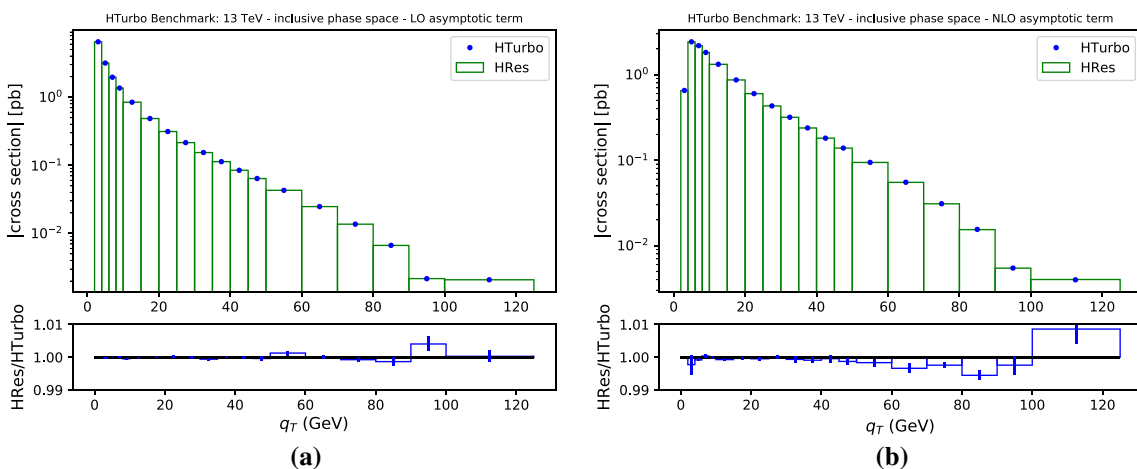 HTurbo Benchmark: 13 TeV - inclusive phase space - LO asymptotic term
|cross section| [pb]
10^0
10^-1
10^-2
HTurbo
HRes
0 20 40 60 80 100 120
HRes/HTurbo
1.01
1.00
0.99
0 20 40 60 80 100 120
q_T (GeV)
(a)
HTurbo Benchmark: 13 TeV - inclusive phase space - NLO asymptotic term
|cross section| [pb]
10^0
10^-1
10^-2
HTurbo
HRes
0 20 40 60 80 100 120
HRes/HTurbo
1.01
1.00
0.99
0 20 40 60 80 100 120
q_T (GeV)
(b)